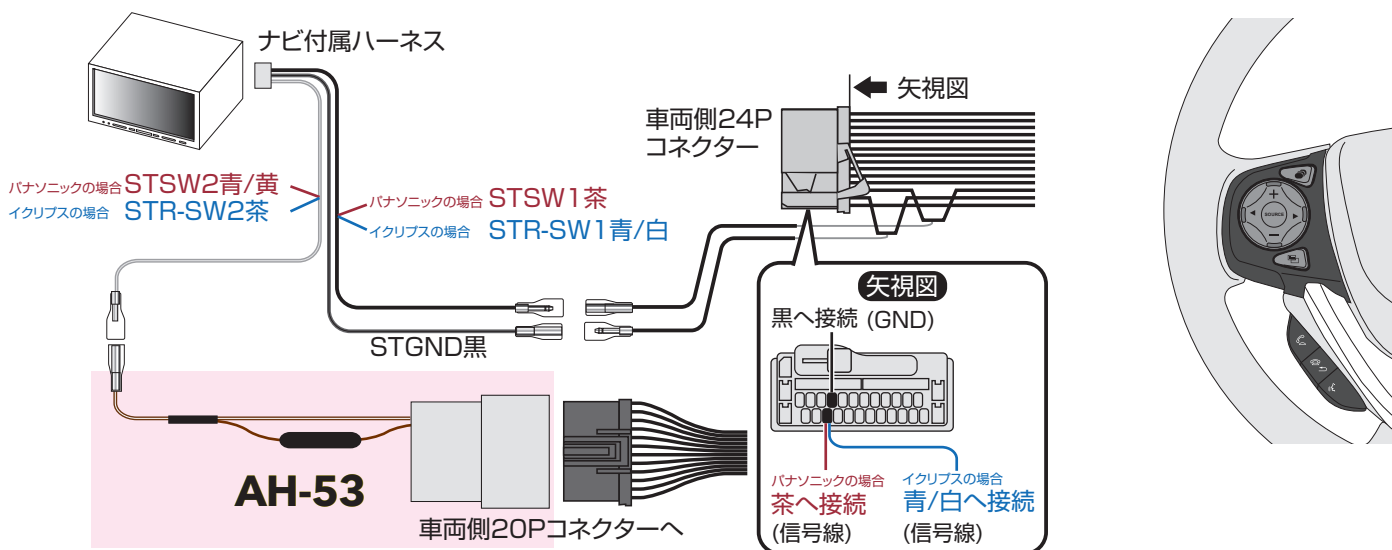 ナビ付属ハーネス
矢視図
車両側24P
コネクター
パナソニックの場合 STSW2青/黄
イクリプスの場合 STR-SW2茶
パナソニックの場合 STSW1茶
イクリプスの場合 STR-SW1青/白
STGND黒
矢視図
黒へ接続 (GND)
パナソニックの場合
茶へ接続
(信号線)
イクリプスの場合
青/白へ接続
(信号線)
AH-53
車両側20Pコネクターへ
+
SOURCE
−